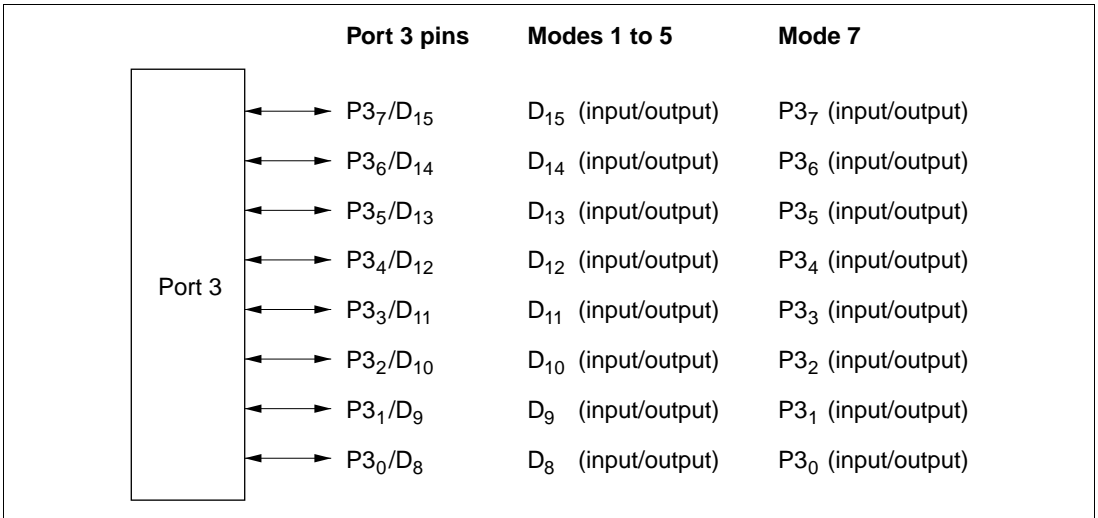 Port 3 pins Modes 1 to 5 Mode 7
P3₇/D₁₅ D₁₅ (input/output) P3₇ (input/output)
P3₆/D₁₄ D₁₄ (input/output) P3₆ (input/output)
P3₅/D₁₃ D₁₃ (input/output) P3₅ (input/output)
P3₄/D₁₂ D₁₂ (input/output) P3₄ (input/output)
Port 3
P3₃/D₁₁ D₁₁ (input/output) P3₃ (input/output)
P3₂/D₁₀ D₁₀ (input/output) P3₂ (input/output)
P3₁/D₉ D₉ (input/output) P3₁ (input/output)
P3₀/D₈ D₈ (input/output) P3₀ (input/output)